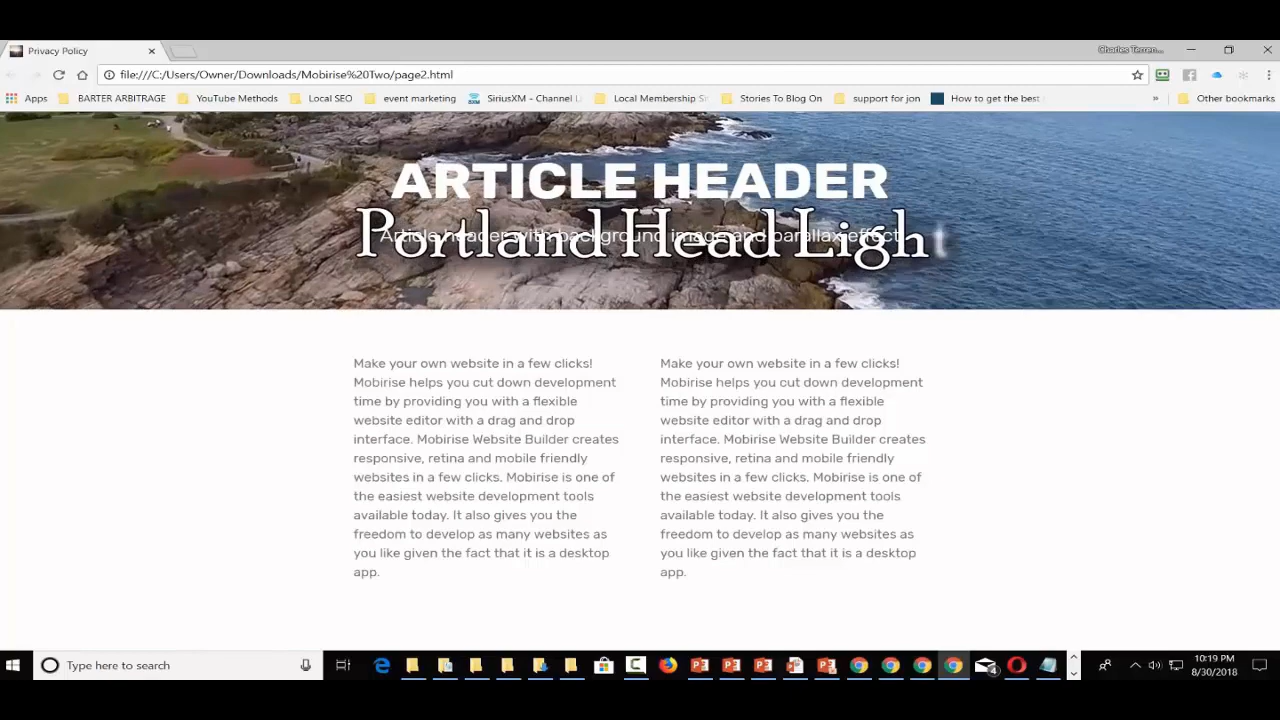 Privacy Policy
Charles Terren...
file:///C:/Users/Owner/Downloads/Mobirise%20Two/page2.html
Apps BARTER ARBITRAGE YouTube Methods Local SEO event marketing SiriusXM - Channel Li Local Membership Si Stories To Blog On support for jon How to get the best » Other bookmarks
ARTICLE HEADER
Article header with background image and parallax effect
Portland Head Light
Make your own website in a few clicks!
Mobirise helps you cut down development
time by providing you with a flexible
website editor with a drag and drop
interface. Mobirise Website Builder creates
responsive, retina and mobile friendly
websites in a few clicks. Mobirise is one of
the easiest website development tools
available today. It also gives you the
freedom to develop as many websites as
you like given the fact that it is a desktop
app.
Make your own website in a few clicks!
Mobirise helps you cut down development
time by providing you with a flexible
website editor with a drag and drop
interface. Mobirise Website Builder creates
responsive, retina and mobile friendly
websites in a few clicks. Mobirise is one of
the easiest website development tools
available today. It also gives you the
freedom to develop as many websites as
you like given the fact that it is a desktop
app.
Type here to search
4
10:19 PM
8/30/2018